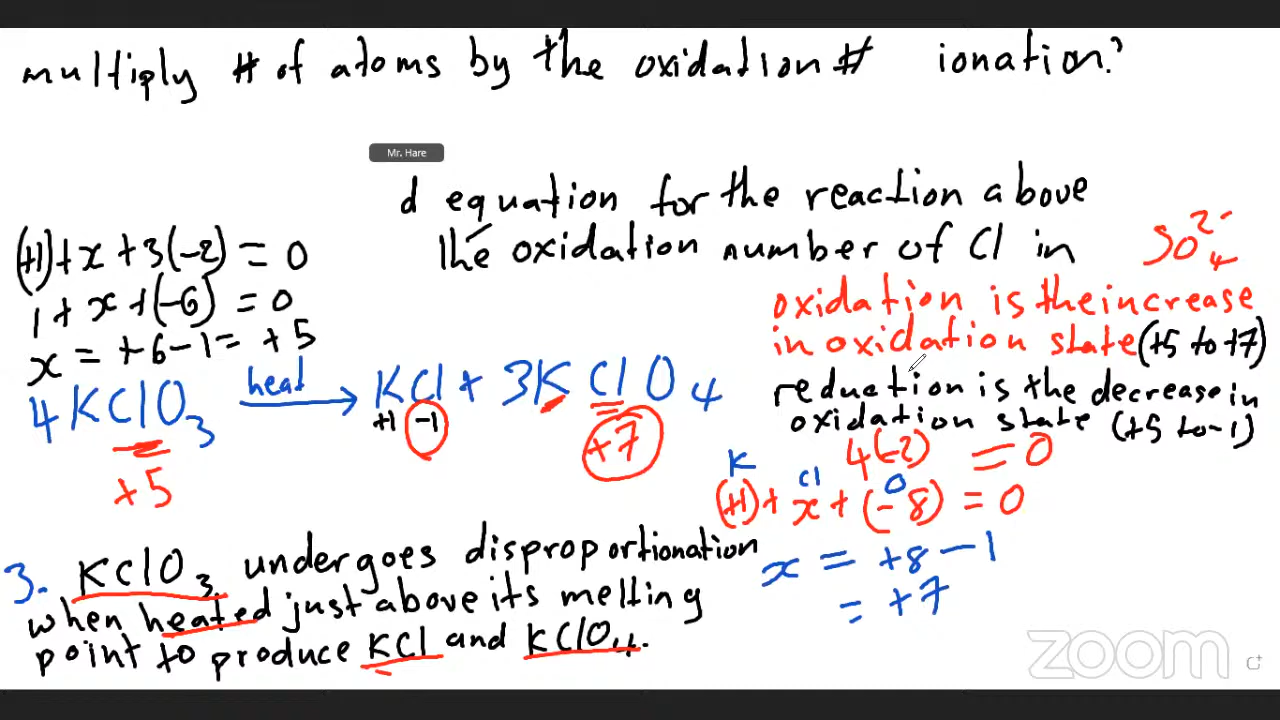 multiply # of atoms by the oxidation # ionation?
Mr. Hare
d equation for the reaction above
the oxidation number of Cl in
SO₄²⁻
(+1) + x + 3(-2) = 0
1 + x + (-6) = 0
x = +6 - 1 = +5
oxidation is the increase
in oxidation state (+5 to +7)
reduction is the decrease in
oxidation state (+5 to -1)
4KClO₃ heat → KCl + 3KClO₄
+5 +1 -1 +7
4(-2) = 0
K Cl O
(+1) + x + (-8) = 0
x = +8 - 1
= +7
3. KClO₃ undergoes disproportionation
when heated just above its melting
point to produce KCl and KClO₄.
zoom